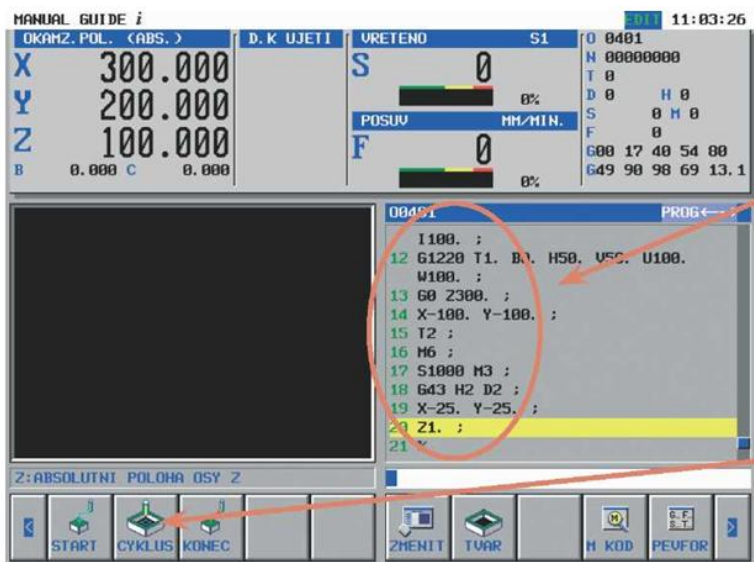 MANUAL GUIDE i EDIT 11:03:26
OKAMZ.POL. (ABS.) D.K UJETI VRETENO S1 O 0401
X 300.000
Y 200.000
Z 100.000
B 0.000 C 0.000
S 0
0%
POSUV MM/MIN.
F 0
0%
N 00000000
T 0
D 0 H 0
S 0 M 0
F 0
G00 17 40 54 80
G49 90 98 69 13.1
O0401 PROG
I100. ;
12 G1220 T1. B0. H50. V50. U100.
W100. ;
13 G0 Z300. ;
14 X-100. Y-100. ;
15 T2 ;
16 M6 ;
17 S1000 M3 ;
18 G43 H2 D2 ;
19 X-25. Y-25. ;
20 Z1. ;
21 %
Z:ABSOLUTNI POLOHA OSY Z
< START CYKLUS KONEC ZMENIT TVAR M KOD PEVFOR >